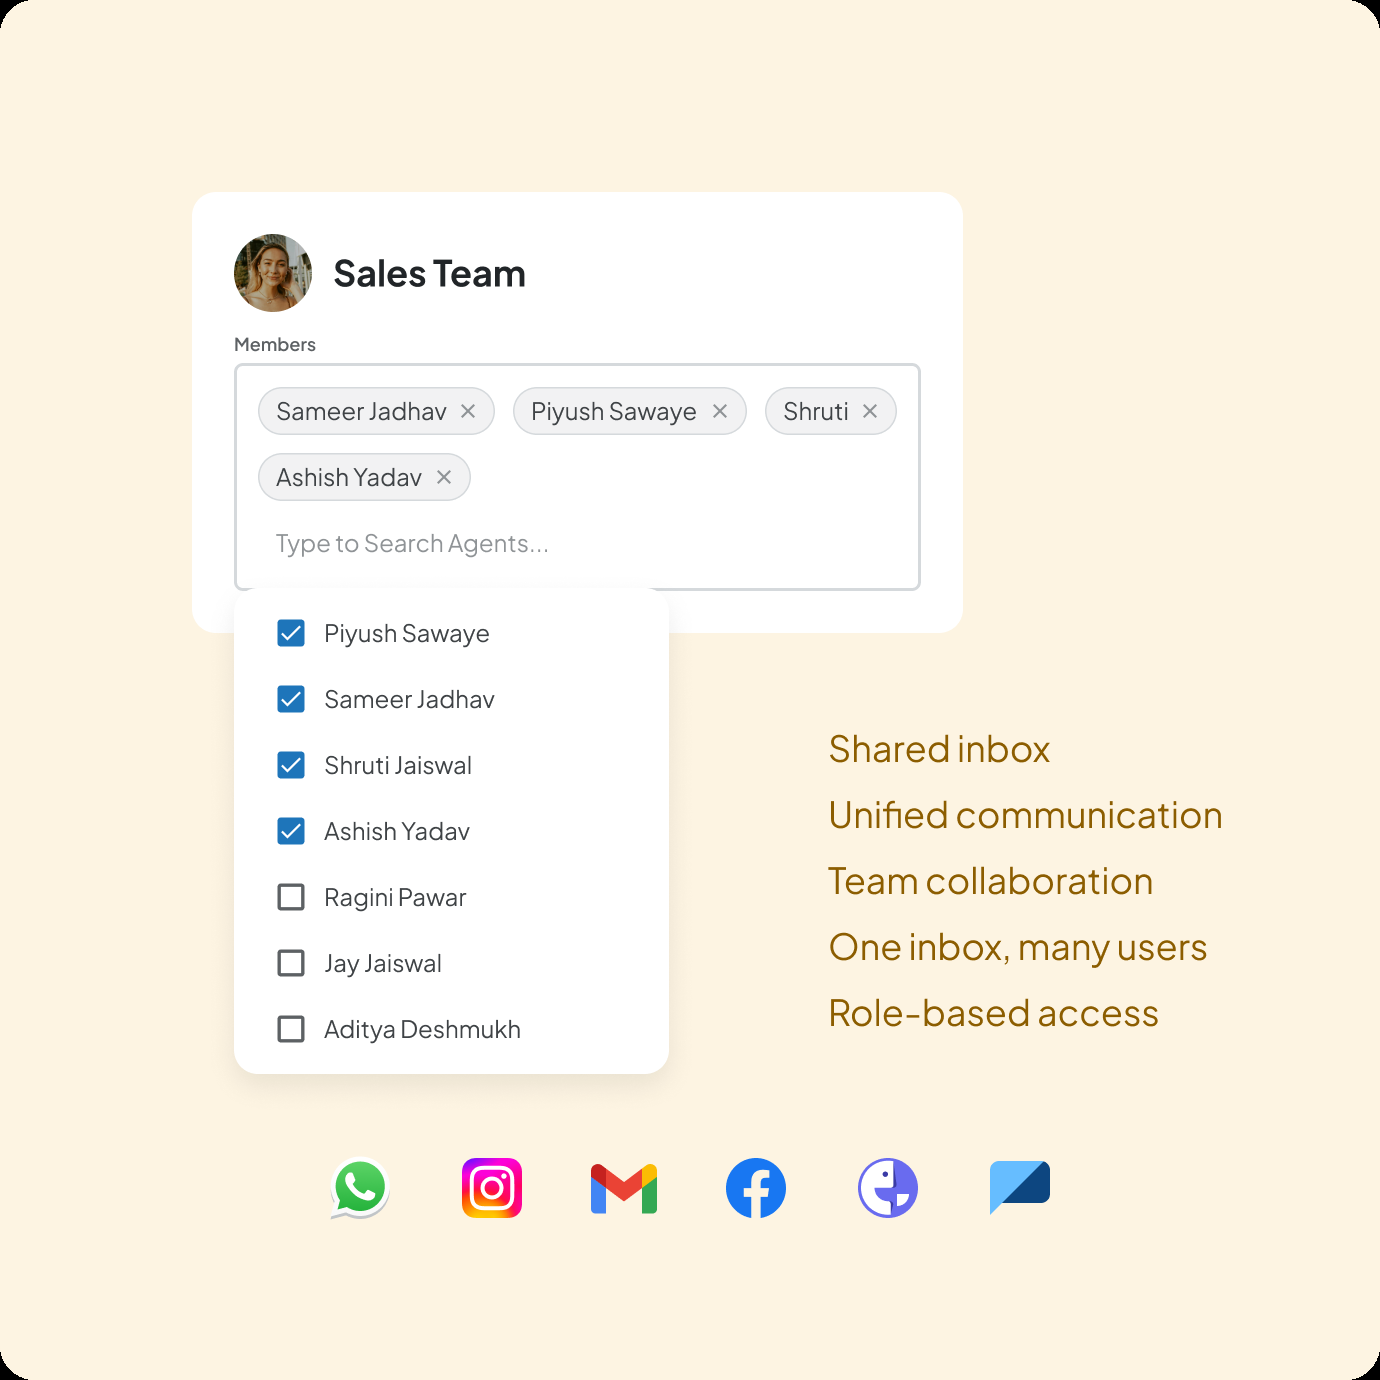 Sales Team
Members
Sameer Jadhav Piyush Sawaye Shruti
Ashish Yadav
Type to Search Agents...
Piyush Sawaye
Sameer Jadhav
Shruti Jaiswal
Ashish Yadav
Ragini Pawar
Jay Jaiswal
Aditya Deshmukh
Shared inbox
Unified communication
Team collaboration
One inbox, many users
Role-based access